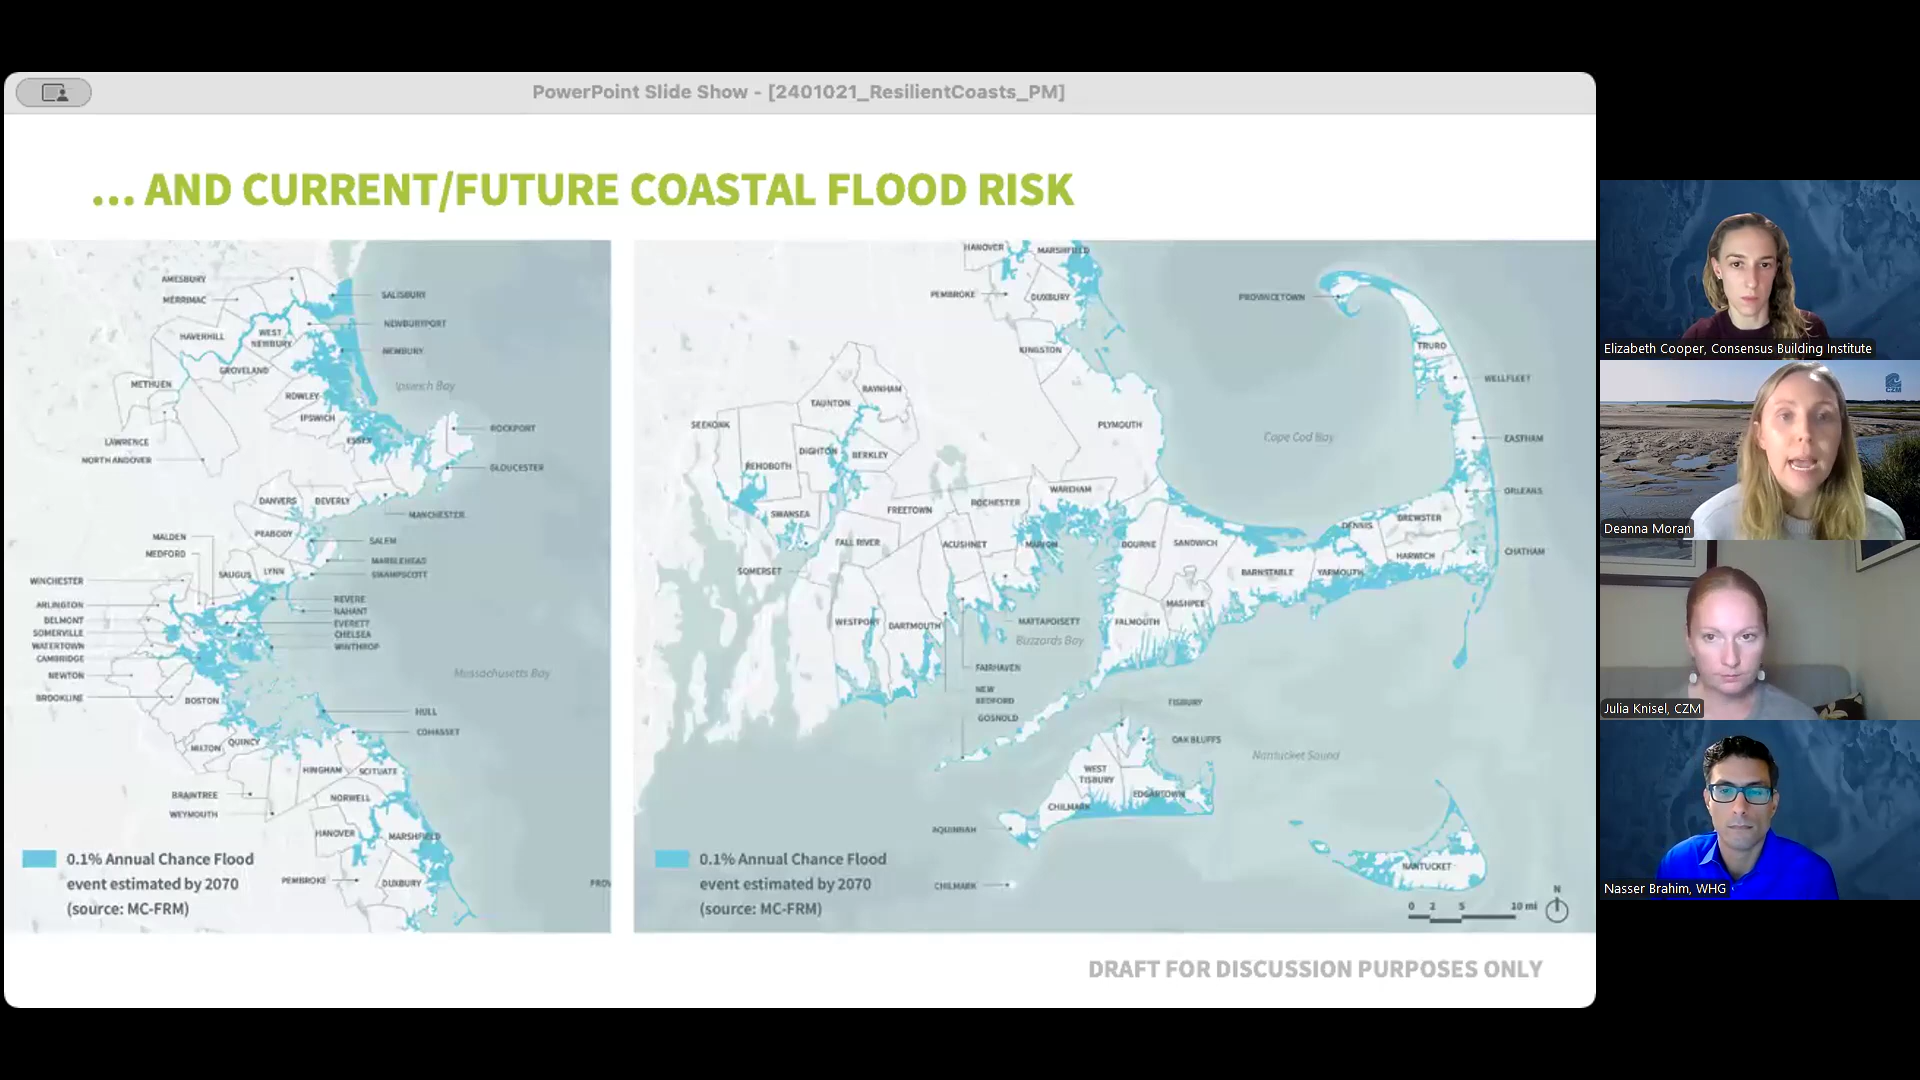 PowerPoint Slide Show - [2401021_ResilientCoasts_PM]
... AND CURRENT/FUTURE COASTAL FLOOD RISK
AMESBURY
SALISBURY
MERRIMAC
NEWBURYPORT
HAVERHILL
WEST
NEWBURY
NEWBURY
GROVELAND
METHUEN
Ipswich Bay
ROWLEY
IPSWICH
ROCKPORT
LAWRENCE
ESSEX
NORTH ANDOVER
GLOUCESTER
DANVERS
BEVERLY
MANCHESTER
MALDEN
PEABODY
SALEM
MEDFORD
MARBLEHEAD
WINCHESTER
SAUGUS
LYNN
SWAMPSCOTT
REVERE
ARLINGTON
NAHANT
BELMONT
EVERETT
SOMERVILLE
CHELSEA
WATERTOWN
WINTHROP
CAMBRIDGE
NEWTON
Massachusetts Bay
BROOKLINE
BOSTON
HULL
COHASSET
MILTON
QUINCY
HINGHAM
SCITUATE
BRAINTREE
NORWELL
WEYMOUTH
HANOVER
MARSHFIELD
PEMBROKE
DUXBURY
PROV
0.1% Annual Chance Flood
event estimated by 2070
(source: MC-FRM)
HANOVER
MARSHFIELD
PEMBROKE
DUXBURY
PROVINCETOWN
KINGSTON
TRURO
WELLFLEET
RAYNHAM
TAUNTON
SEEKONK
PLYMOUTH
Cape Cod Bay
EASTHAM
DIGHTON
BERKLEY
REHOBOTH
WAREHAM
ORLEANS
ROCHESTER
SWANSEA
FREETOWN
DENNIS
BREWSTER
FALL RIVER
ACUSHNET
MARION
BOURNE
SANDWICH
HARWICH
CHATHAM
SOMERSET
BARNSTABLE
YARMOUTH
MASHPEE
WESTPORT
DARTMOUTH
MATTAPOISETT
FALMOUTH
Buzzards Bay
FAIRHAVEN
NEW
BEDFORD
TISBURY
GOSNOLD
OAK BLUFFS
Nantucket Sound
WEST
TISBURY
CHILMARK
EDGARTOWN
AQUINNAH
NANTUCKET
CHILMARK
0.1% Annual Chance Flood
event estimated by 2070
(source: MC-FRM)
N
0 2 5 10 mi
DRAFT FOR DISCUSSION PURPOSES ONLY
Elizabeth Cooper, Consensus Building Institute
CZM
Deanna Moran
Julia Knisel, CZM
Nasser Brahim, WHG